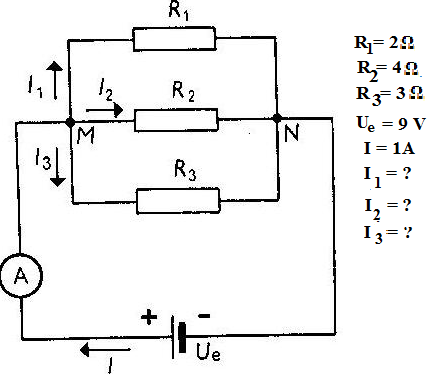 R1
I1
I2
R2
M
N
I3
R3
A
+ -
Ue
I
R1= 2Ω
R2= 4Ω
R3= 3Ω
Ue = 9 V
I = 1A
I1 = ?
I2 = ?
I3 = ?